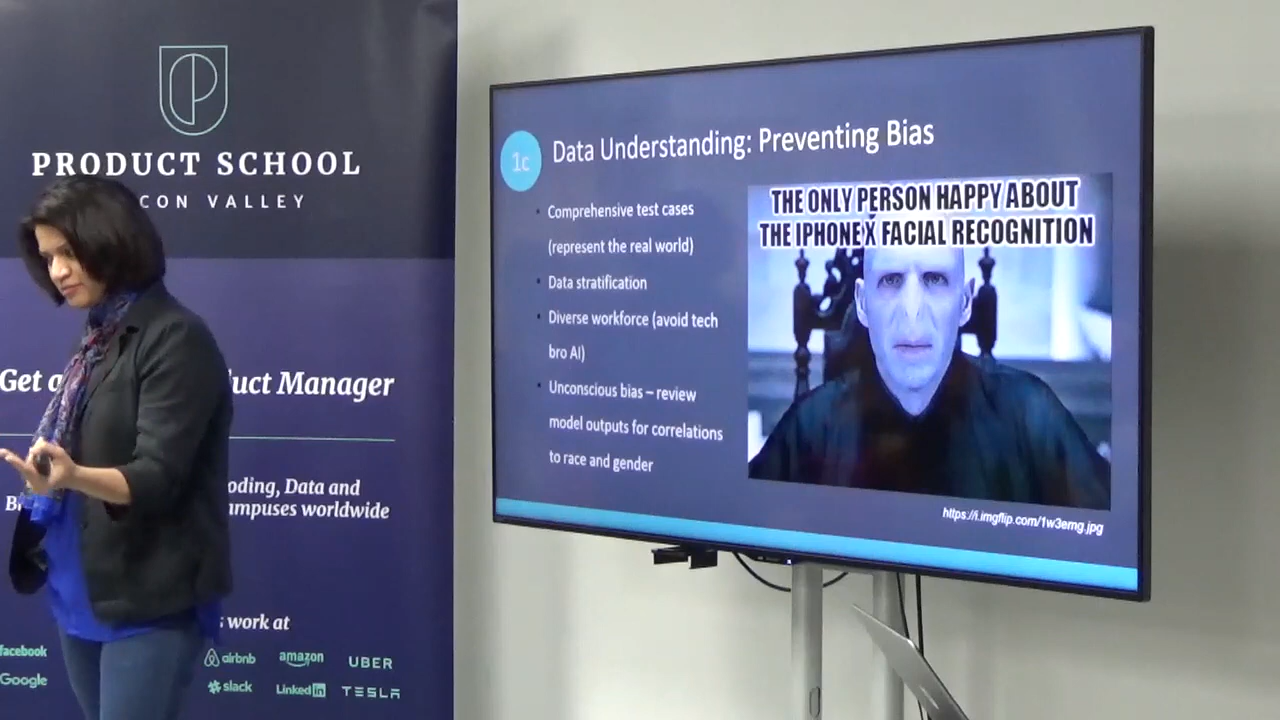 PRODUCT SCHOOL
CON VALLEY
Get
uct Manager
oding, Data and
ampuses worldwide
work at
facebook
airbnb
amazon
UBER
Google
slack
Linked in
TESLA
1c
Data Understanding: Preventing Bias
• Comprehensive test cases
(represent the real world)
• Data stratification
• Diverse workforce (avoid tech
bro AI)
• Unconscious bias – review
model outputs for correlations
to race and gender
THE ONLY PERSON HAPPY ABOUT
THE IPHONE X FACIAL RECOGNITION
https://i.imgflip.com/1w3emg.jpg